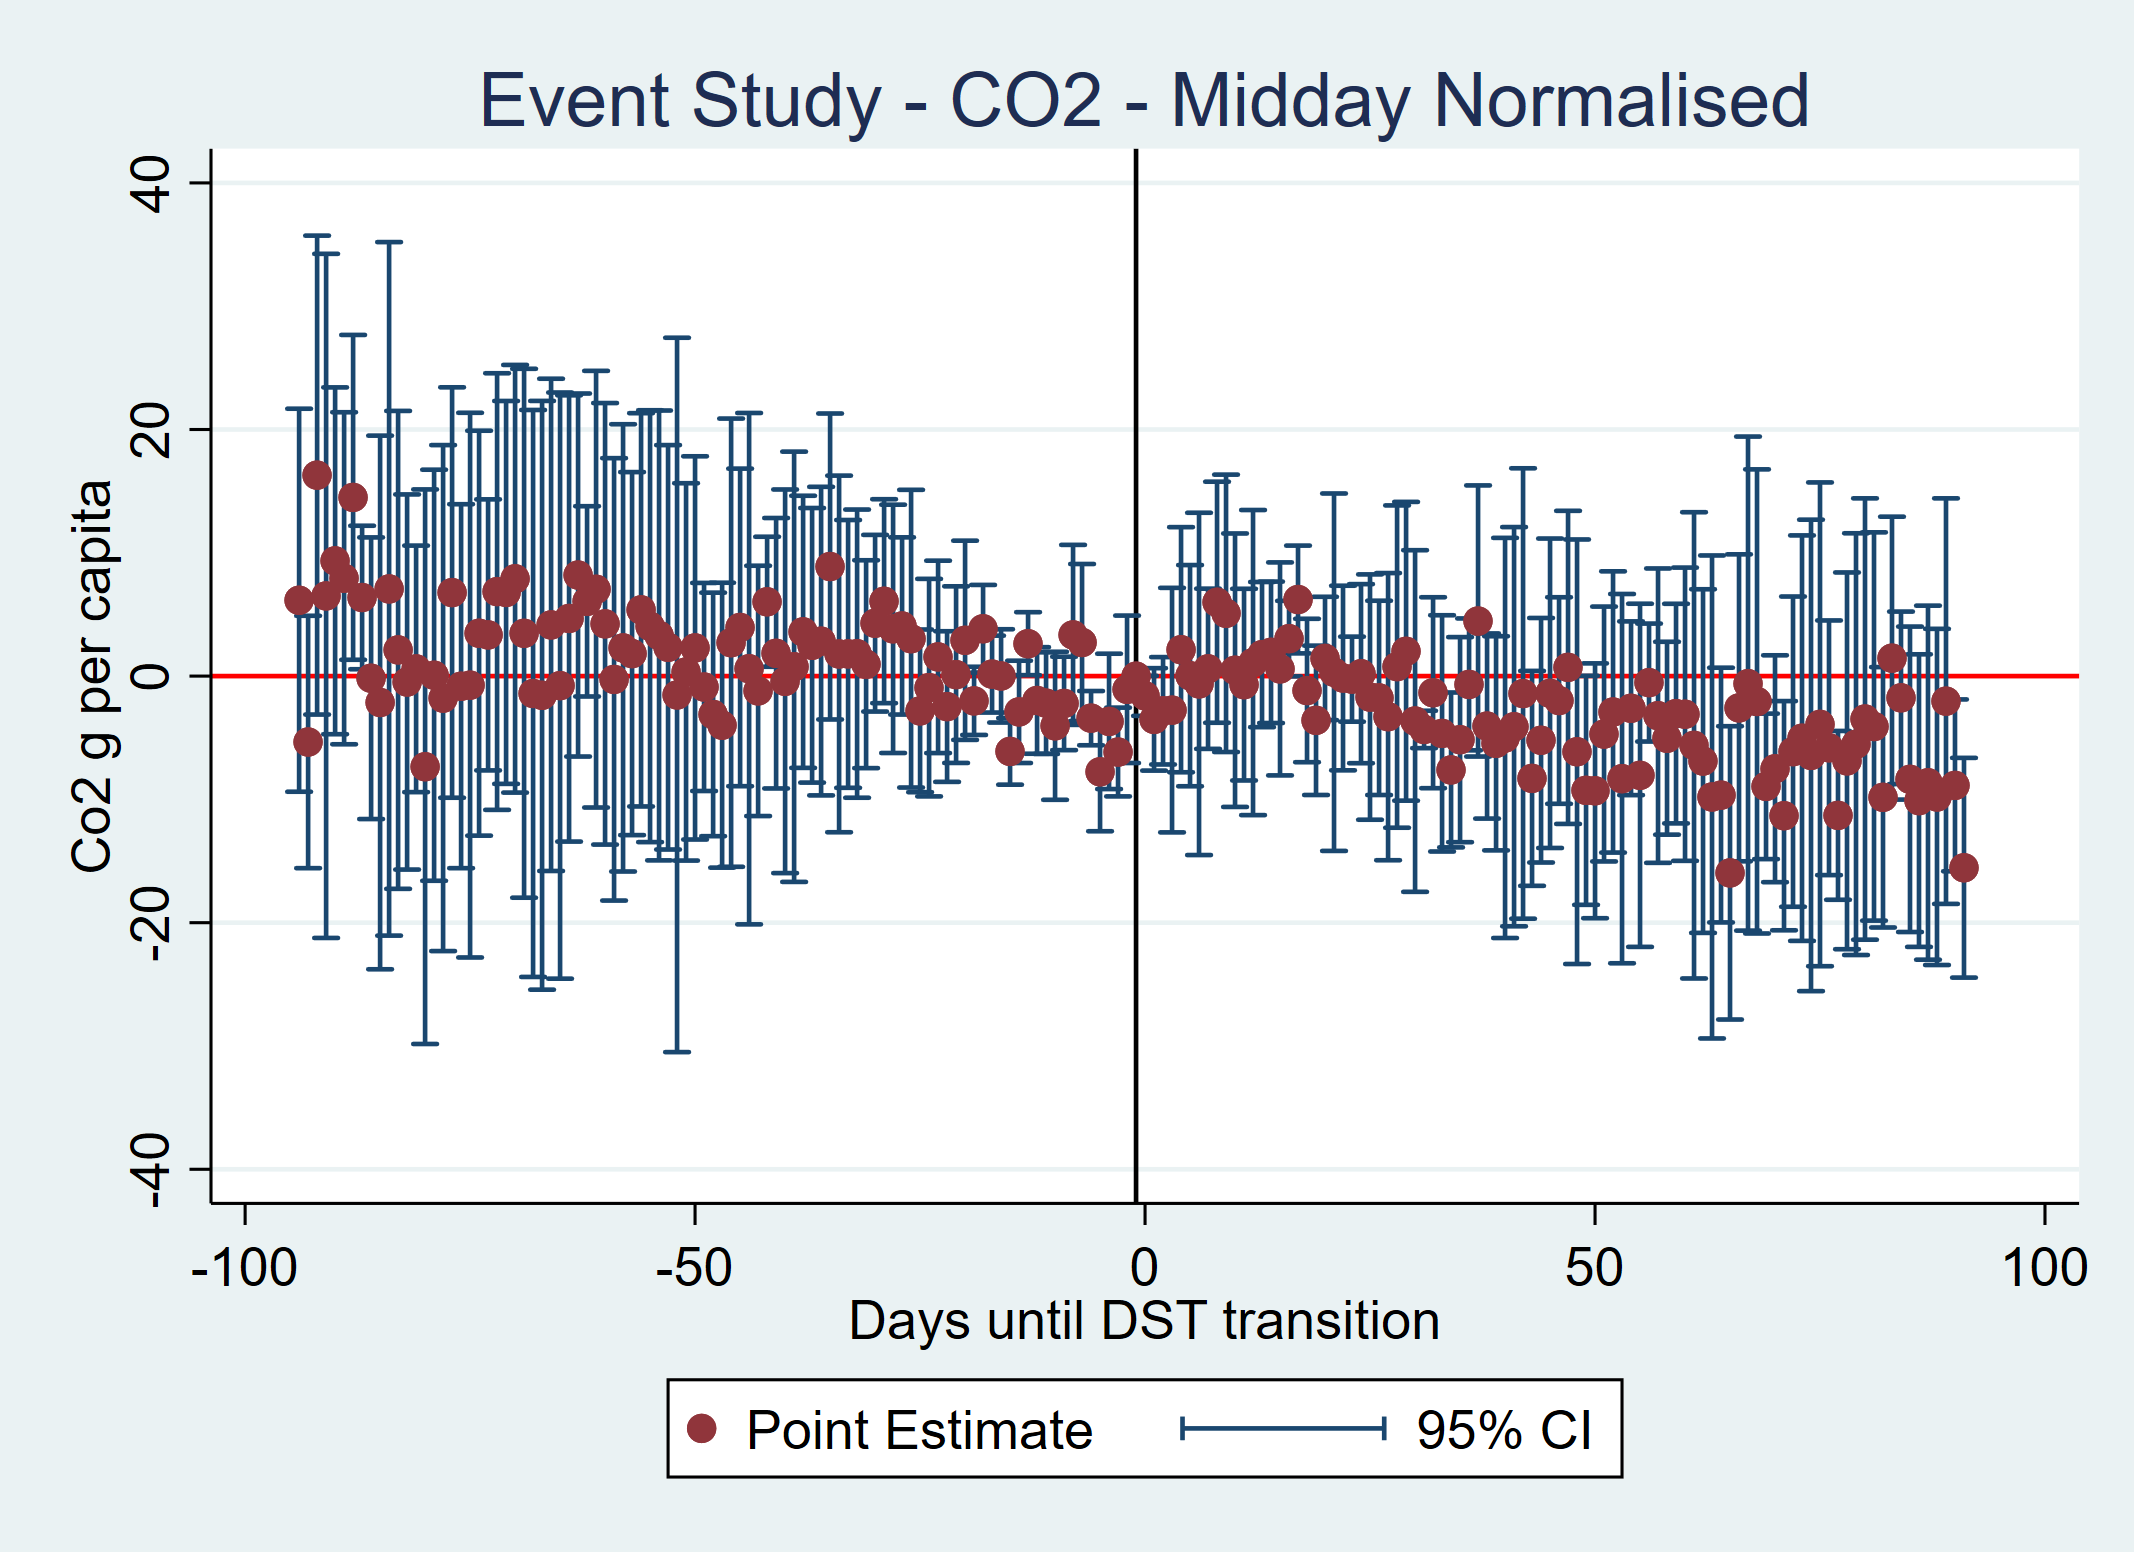 Event Study - CO2 - Midday Normalised
Co2 g per capita
40
20
0
-20
-40
-100
-50
0
50
100
Days until DST transition
Point Estimate
95% CI